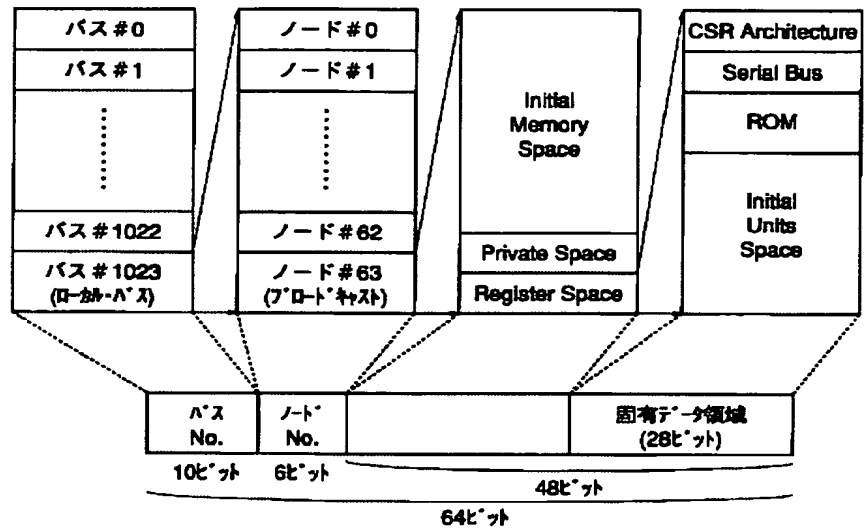 バス#0
バス#1
バス#1022
バス#1023
(ﾛｰｶﾙ・ﾊﾞｽ)
ノード#0
ノード#1
ノード#62
ノード#63
(ﾌﾞﾛｰﾄﾞｷｬｽﾄ)
Initial
Memory
Space
Private Space
Register Space
CSR Architecture
Serial Bus
ROM
Initial
Units
Space
ﾊﾞｽ
No.
ﾉｰﾄﾞ
No.
固有ﾃﾞｰﾀ領域
(28ﾋﾞｯﾄ)
10ﾋﾞｯﾄ
6ﾋﾞｯﾄ
48ﾋﾞｯﾄ
64ﾋﾞｯﾄ